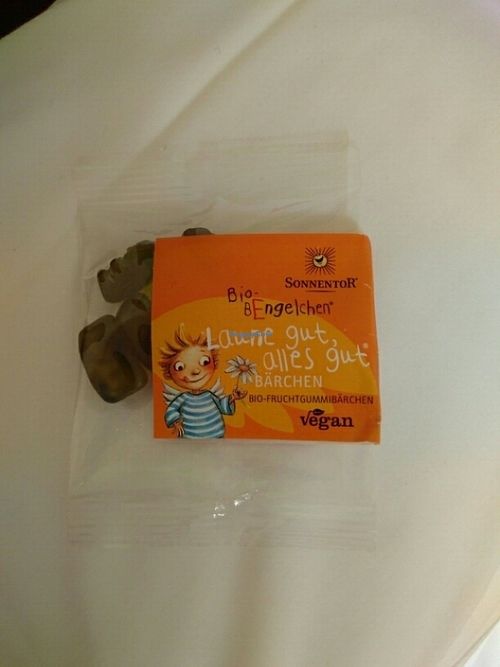 SONNENTOR®
Bio-
BEngelchen®
Laune gut,
alles gut®
BÄRCHEN
BIO-FRUCHTGUMMIBÄRCHEN
vegan